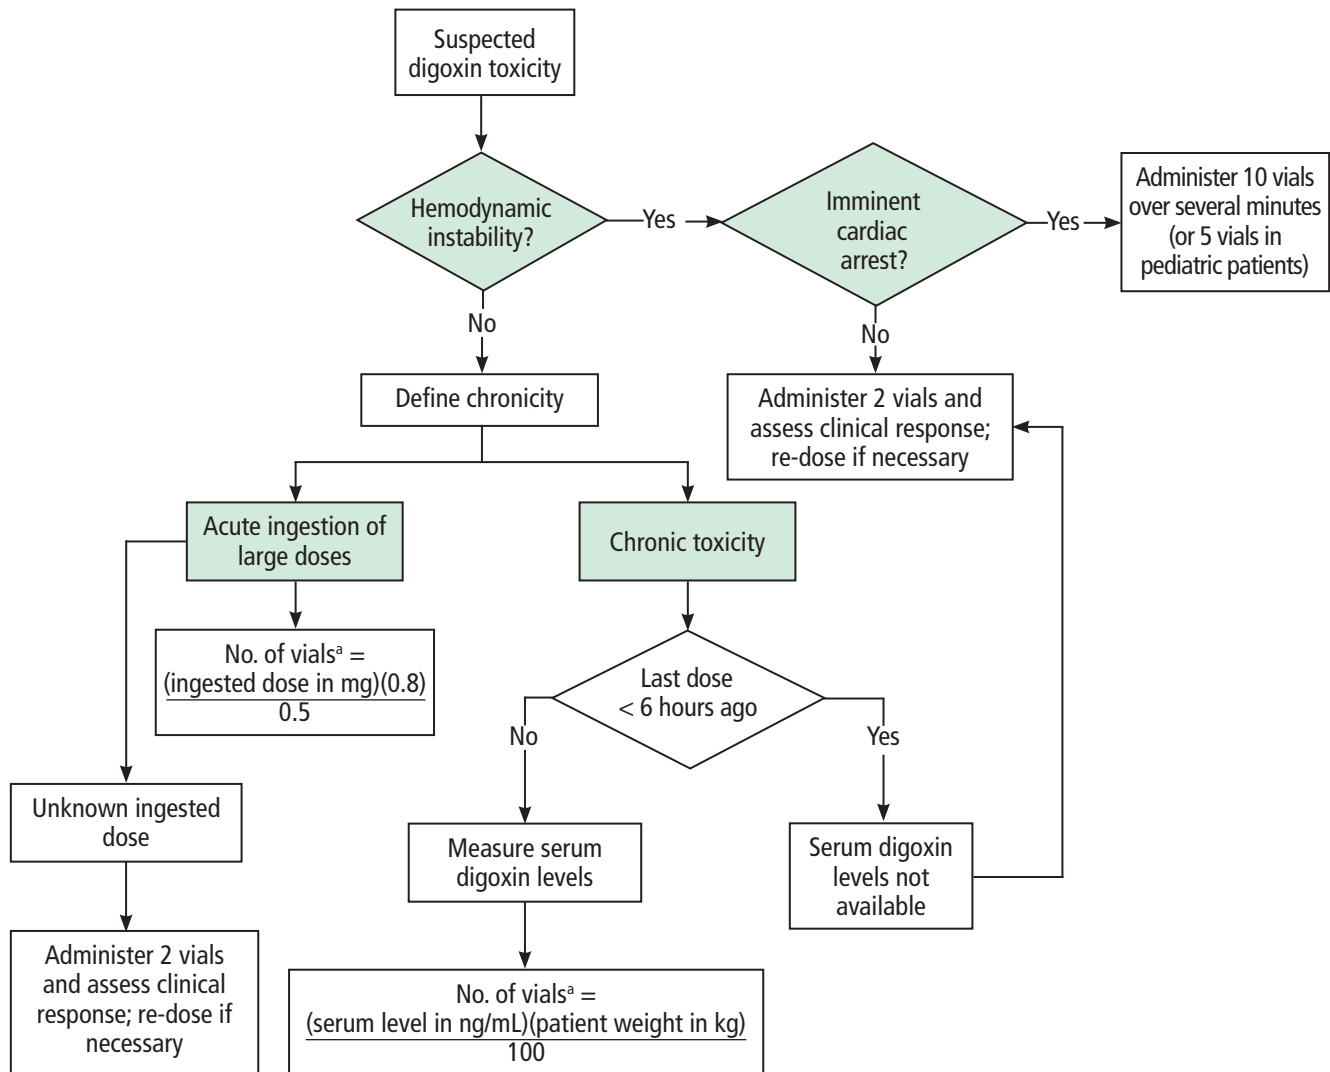 Suspected
digoxin toxicity
Hemodynamic
instability?
Yes
Imminent
cardiac
arrest?
Yes
Administer 10 vials
over several minutes
(or 5 vials in
pediatric patients)
No
No
Define chronicity
Administer 2 vials and
assess clinical response;
re-dose if necessary
Acute ingestion of
large doses
Chronic toxicity
No. of vialsᵃ =
(ingested dose in mg)(0.8)
0.5
Last dose
< 6 hours ago
No
Yes
Unknown ingested
dose
Measure serum
digoxin levels
Serum digoxin
levels not
available
Administer 2 vials
and assess clinical
response; re-dose if
necessary
No. of vialsᵃ =
(serum level in ng/mL)(patient weight in kg)
100